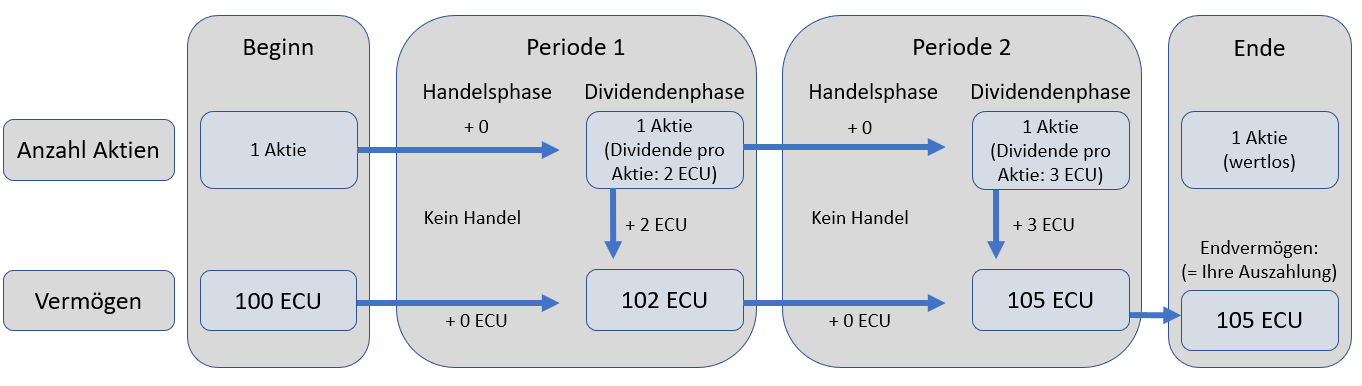 Beginn
Periode 1
Periode 2
Ende
Handelsphase
Dividendenphase
Handelsphase
Dividendenphase
Anzahl Aktien
1 Aktie
+ 0
1 Aktie
(Dividende pro
Aktie: 2 ECU)
+ 0
1 Aktie
(Dividende pro
Aktie: 3 ECU)
1 Aktie
(wertlos)
Kein Handel
+ 2 ECU
Kein Handel
+ 3 ECU
Endvermögen:
(= Ihre Auszahlung)
Vermögen
100 ECU
+ 0 ECU
102 ECU
+ 0 ECU
105 ECU
105 ECU